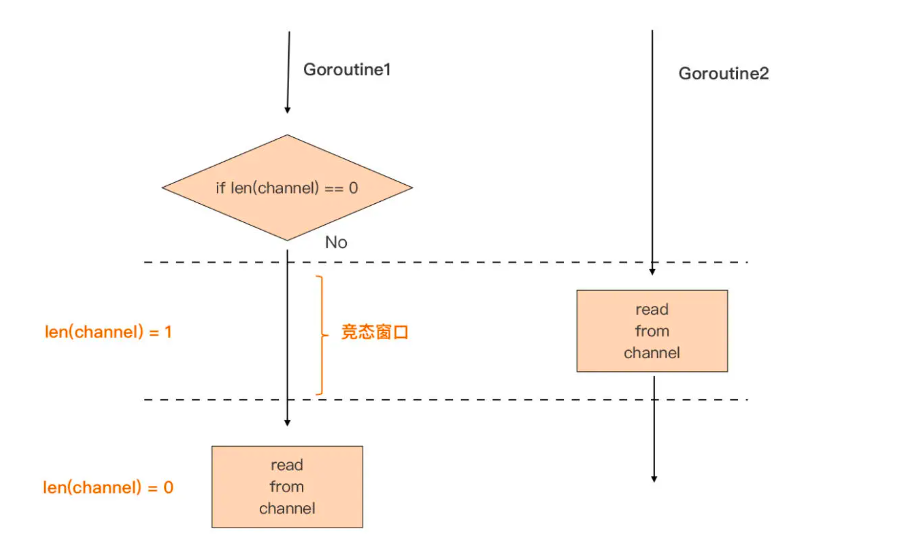 Goroutine1
Goroutine2
if len(channel) == 0
No
len(channel) = 1
竞态窗口
read
from
channel
len(channel) = 0
read
from
channel